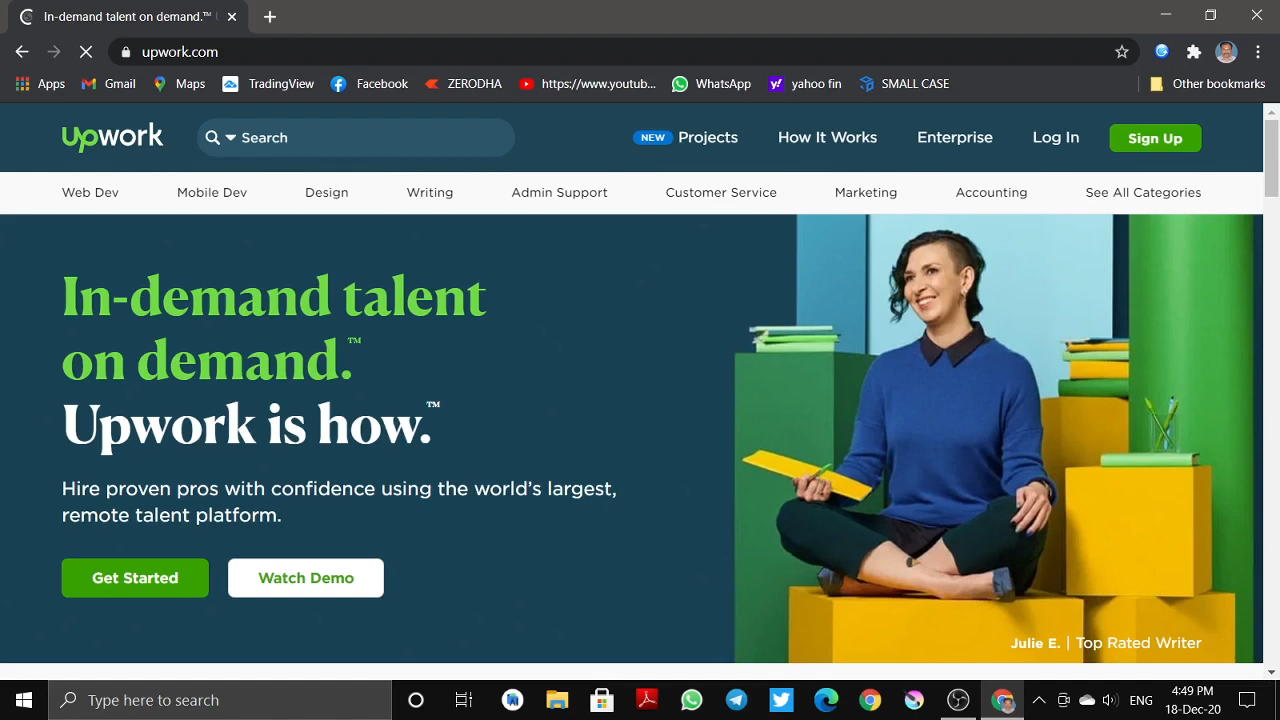 In-demand talent on demand.™
upwork.com
Apps
Gmail
Maps
TradingView
Facebook
ZERODHA
https://www.youtub...
WhatsApp
yahoo fin
SMALL CASE
Other bookmarks
upwork
Search
NEW Projects
How It Works
Enterprise
Log In
Sign Up
Web Dev
Mobile Dev
Design
Writing
Admin Support
Customer Service
Marketing
Accounting
See All Categories
In-demand talent
on demand.™
Upwork is how.™
Hire proven pros with confidence using the world's largest,
remote talent platform.
Get Started
Watch Demo
Julie E. | Top Rated Writer
Type here to search
ENG
4:49 PM
18-Dec-20